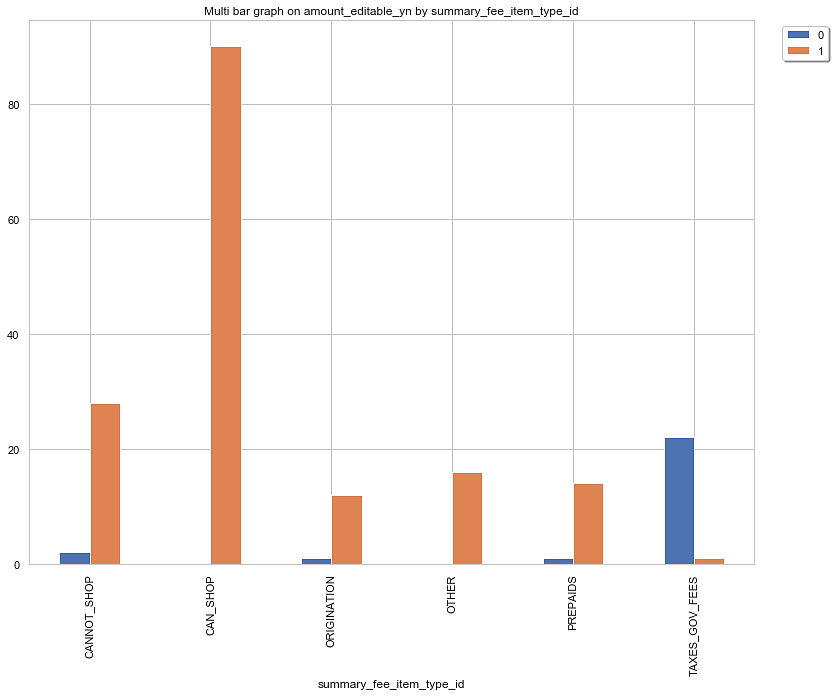 Multi bar graph on amount_editable_yn by summary_fee_item_type_id
0
1
80
60
40
20
0
CANNOT_SHOP
CAN_SHOP
ORIGINATION
OTHER
PREPAIDS
TAXES_GOV_FEES
summary_fee_item_type_id